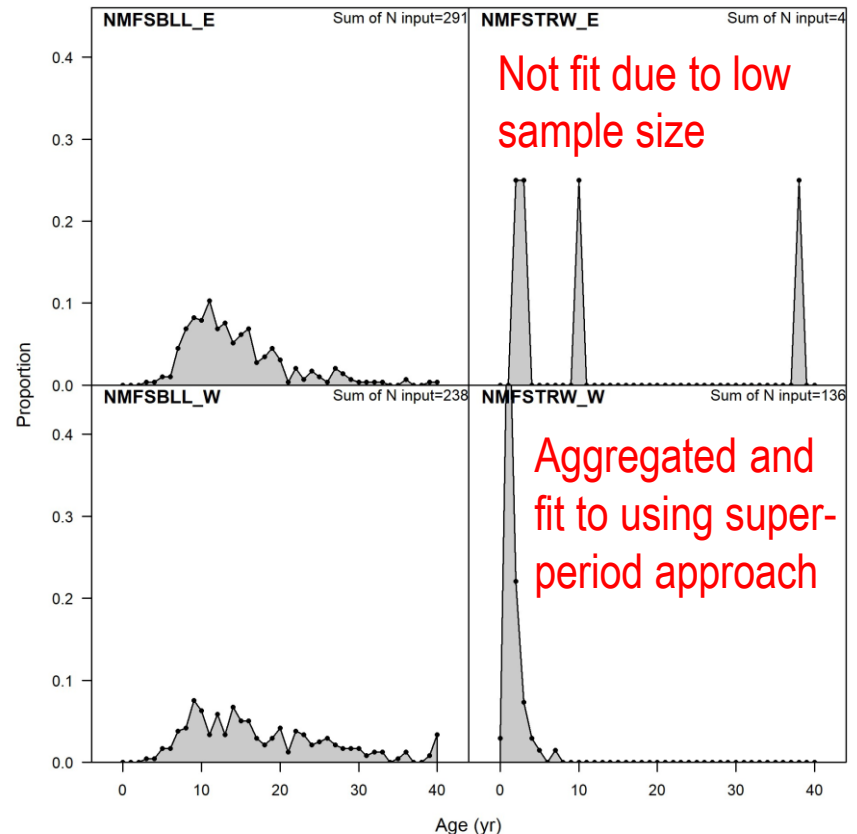 NMFSBLL_E
Sum of N input=291
NMFSTRW_E
Sum of N input=4
Not fit due to low
sample size
0.4
0.3
0.2
0.1
0.0
Proportion
NMFSBLL_W
Sum of N input=238
NMFSTRW_W
Sum of N input=136
Aggregated and
fit to using super-
period approach
0.4
0.3
0.2
0.1
0.0
0 10 20 30 40
0 10 20 30 40
Age (yr)